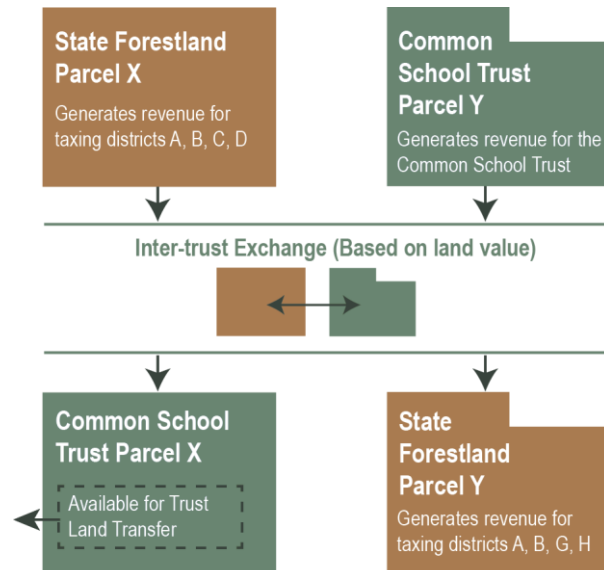 State Forestland
Parcel X
Generates revenue for
taxing districts A, B, C, D
Common
School Trust
Parcel Y
Generates revenue for the
Common School Trust
Inter-trust Exchange (Based on land value)
Common School
Trust Parcel X
Available for Trust
Land Transfer
State
Forestland
Parcel Y
Generates revenue for
taxing districts A, B, G, H